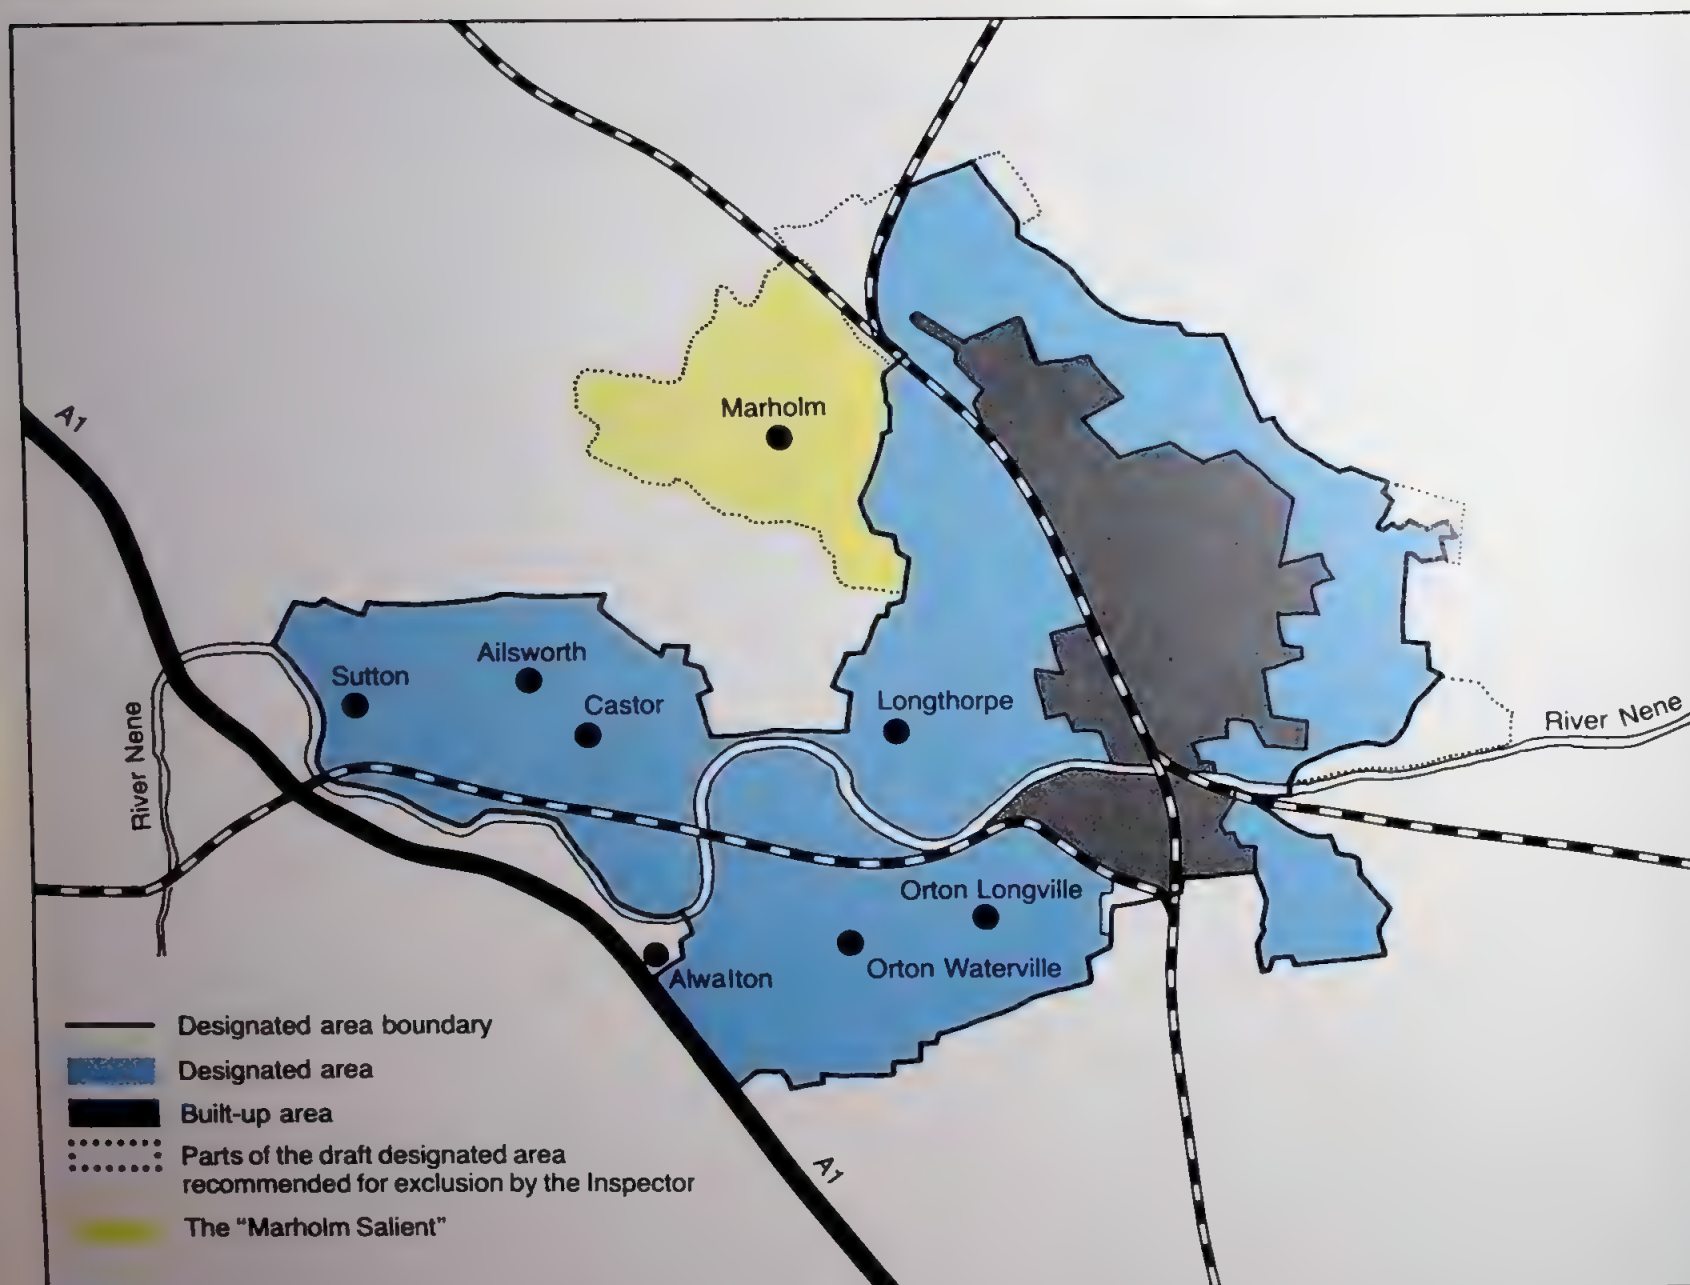 A1
Marholm
Ailsworth
Sutton
Castor
Longthorpe
River Nene
River Nene
Orton Longville
Orton Waterville
Alwalton
A1
Designated area boundary
Designated area
Built-up area
Parts of the draft designated area
recommended for exclusion by the Inspector
The "Marholm Salient"